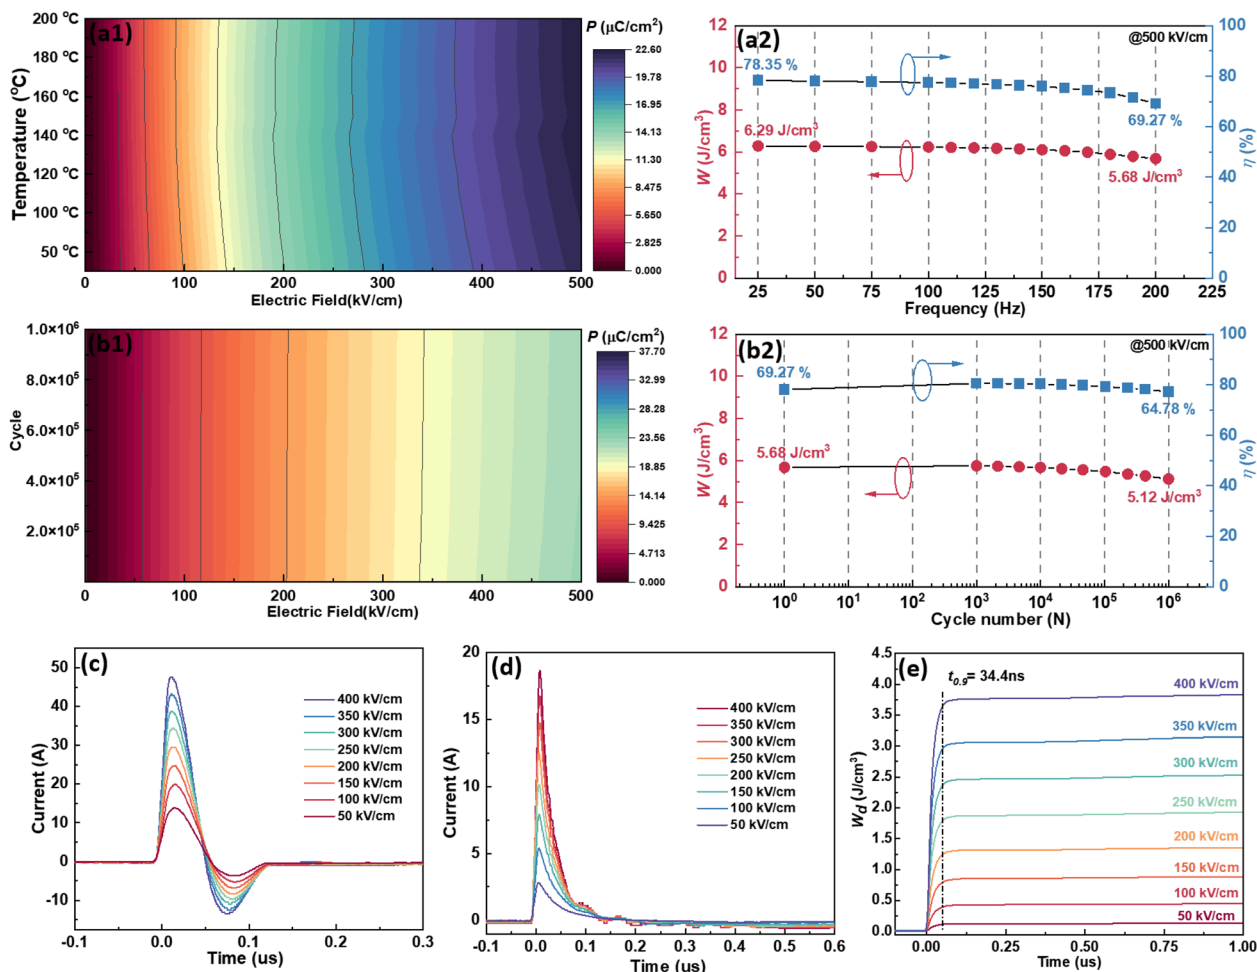 (a1)
200 °C
180 °C
160 °C
140 °C
120 °C
100 °C
50 °C
Temperature (°C)
0 100 200 300 400 500
Electric Field(kV/cm)
P (μC/cm²)
22.60
19.78
16.95
14.13
11.30
8.475
5.650
2.825
0.000
(a2)
@500 kV/cm
78.35 %
69.27 %
6.29 J/cm³
5.68 J/cm³
12
10
8
6
4
2
0
W (J/cm³)
100
80
60
40
20
0
η (%)
25 50 75 100 125 150 175 200 225
Frequency (Hz)
(b1)
1.0×10⁶
8.0×10⁵
6.0×10⁵
4.0×10⁵
2.0×10⁵
Cycle
0 100 200 300 400 500
Electric Field(kV/cm)
P (μC/cm²)
37.70
32.99
28.28
23.56
18.85
14.14
9.425
4.713
0.000
(b2)
@500 kV/cm
69.27 %
64.78 %
5.68 J/cm³
5.12 J/cm³
12
10
8
6
4
2
0
W (J/cm³)
100
80
60
40
20
0
η (%)
10⁰ 10¹ 10² 10³ 10⁴ 10⁵ 10⁶
Cycle number (N)
(c)
50
40
30
20
10
0
-10
Current (A)
400 kV/cm
350 kV/cm
300 kV/cm
250 kV/cm
200 kV/cm
150 kV/cm
100 kV/cm
50 kV/cm
-0.1 0.0 0.1 0.2 0.3
Time (us)
(d)
20
15
10
5
0
Current (A)
400 kV/cm
350 kV/cm
300 kV/cm
250 kV/cm
200 kV/cm
150 kV/cm
100 kV/cm
50 kV/cm
-0.1 0.0 0.1 0.2 0.3 0.4 0.5 0.6
Time (us)
(e)
t0.9= 34.4ns
4.5
4.0
3.5
3.0
2.5
2.0
1.5
1.0
0.5
0.0
Wd (J/cm³)
400 kV/cm
350 kV/cm
300 kV/cm
250 kV/cm
200 kV/cm
150 kV/cm
100 kV/cm
50 kV/cm
0.00 0.25 0.50 0.75 1.00
Time (us)